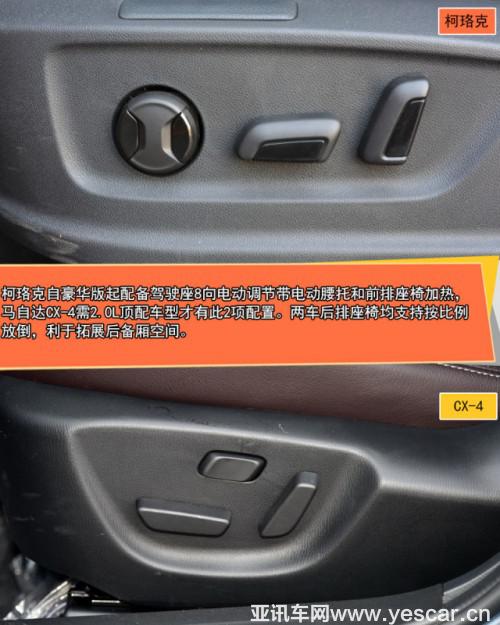 柯珞克
柯珞克自豪华版起配备驾驶座8向电动调节带电动腰托和前排座椅加热，
马自达CX-4需2.0L顶配车型才有此2项配置。两车后排座椅均支持按比例
放倒，利于拓展后备厢空间。
CX-4
亚讯车网www.yescar.cn